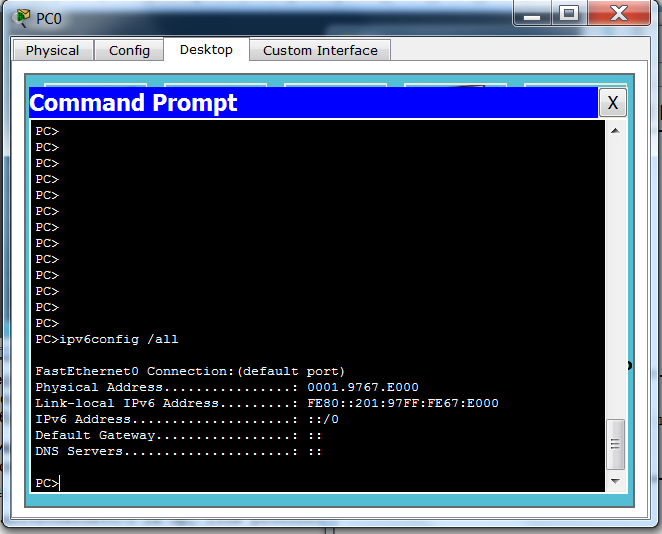 PC0
Physical Config Desktop Custom Interface
Command Prompt X
PC>
PC>
PC>
PC>
PC>
PC>
PC>
PC>
PC>
PC>
PC>
PC>
PC>
PC>ipv6config /all
FastEthernet0 Connection:(default port)
Physical Address................: 0001.9767.E000
Link-local IPv6 Address.........: FE80::201:97FF:FE67:E000
IPv6 Address....................: ::/0
Default Gateway.................: ::
DNS Servers.....................: ::
PC>